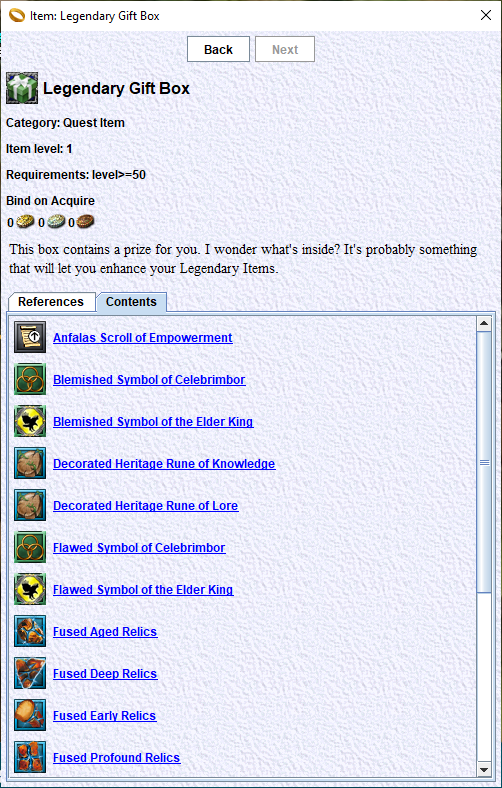 Item: Legendary Gift Box
Back Next
Legendary Gift Box
Category: Quest Item
Item level: 1
Requirements: level>=50
Bind on Acquire
0 0 0
This box contains a prize for you. I wonder what's inside? It's probably something
that will let you enhance your Legendary Items.
References Contents
Anfalas Scroll of Empowerment
Blemished Symbol of Celebrimbor
Blemished Symbol of the Elder King
Decorated Heritage Rune of Knowledge
Decorated Heritage Rune of Lore
Flawed Symbol of Celebrimbor
Flawed Symbol of the Elder King
Fused Aged Relics
Fused Deep Relics
Fused Early Relics
Fused Profound Relics